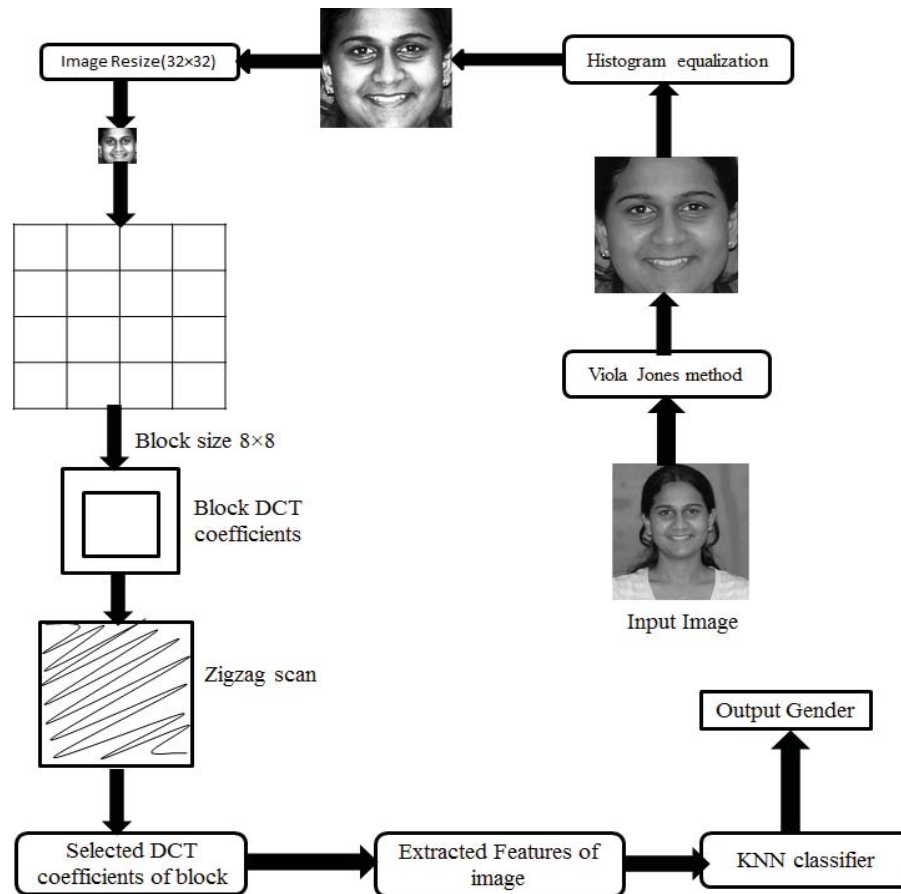 Image Resize(32×32)
Histogram equalization
Viola Jones method
Block size 8×8
Block DCT
coefficients
Input Image
Zigzag scan
Output Gender
Selected DCT
coefficients of block
Extracted Features of
image
KNN classifier